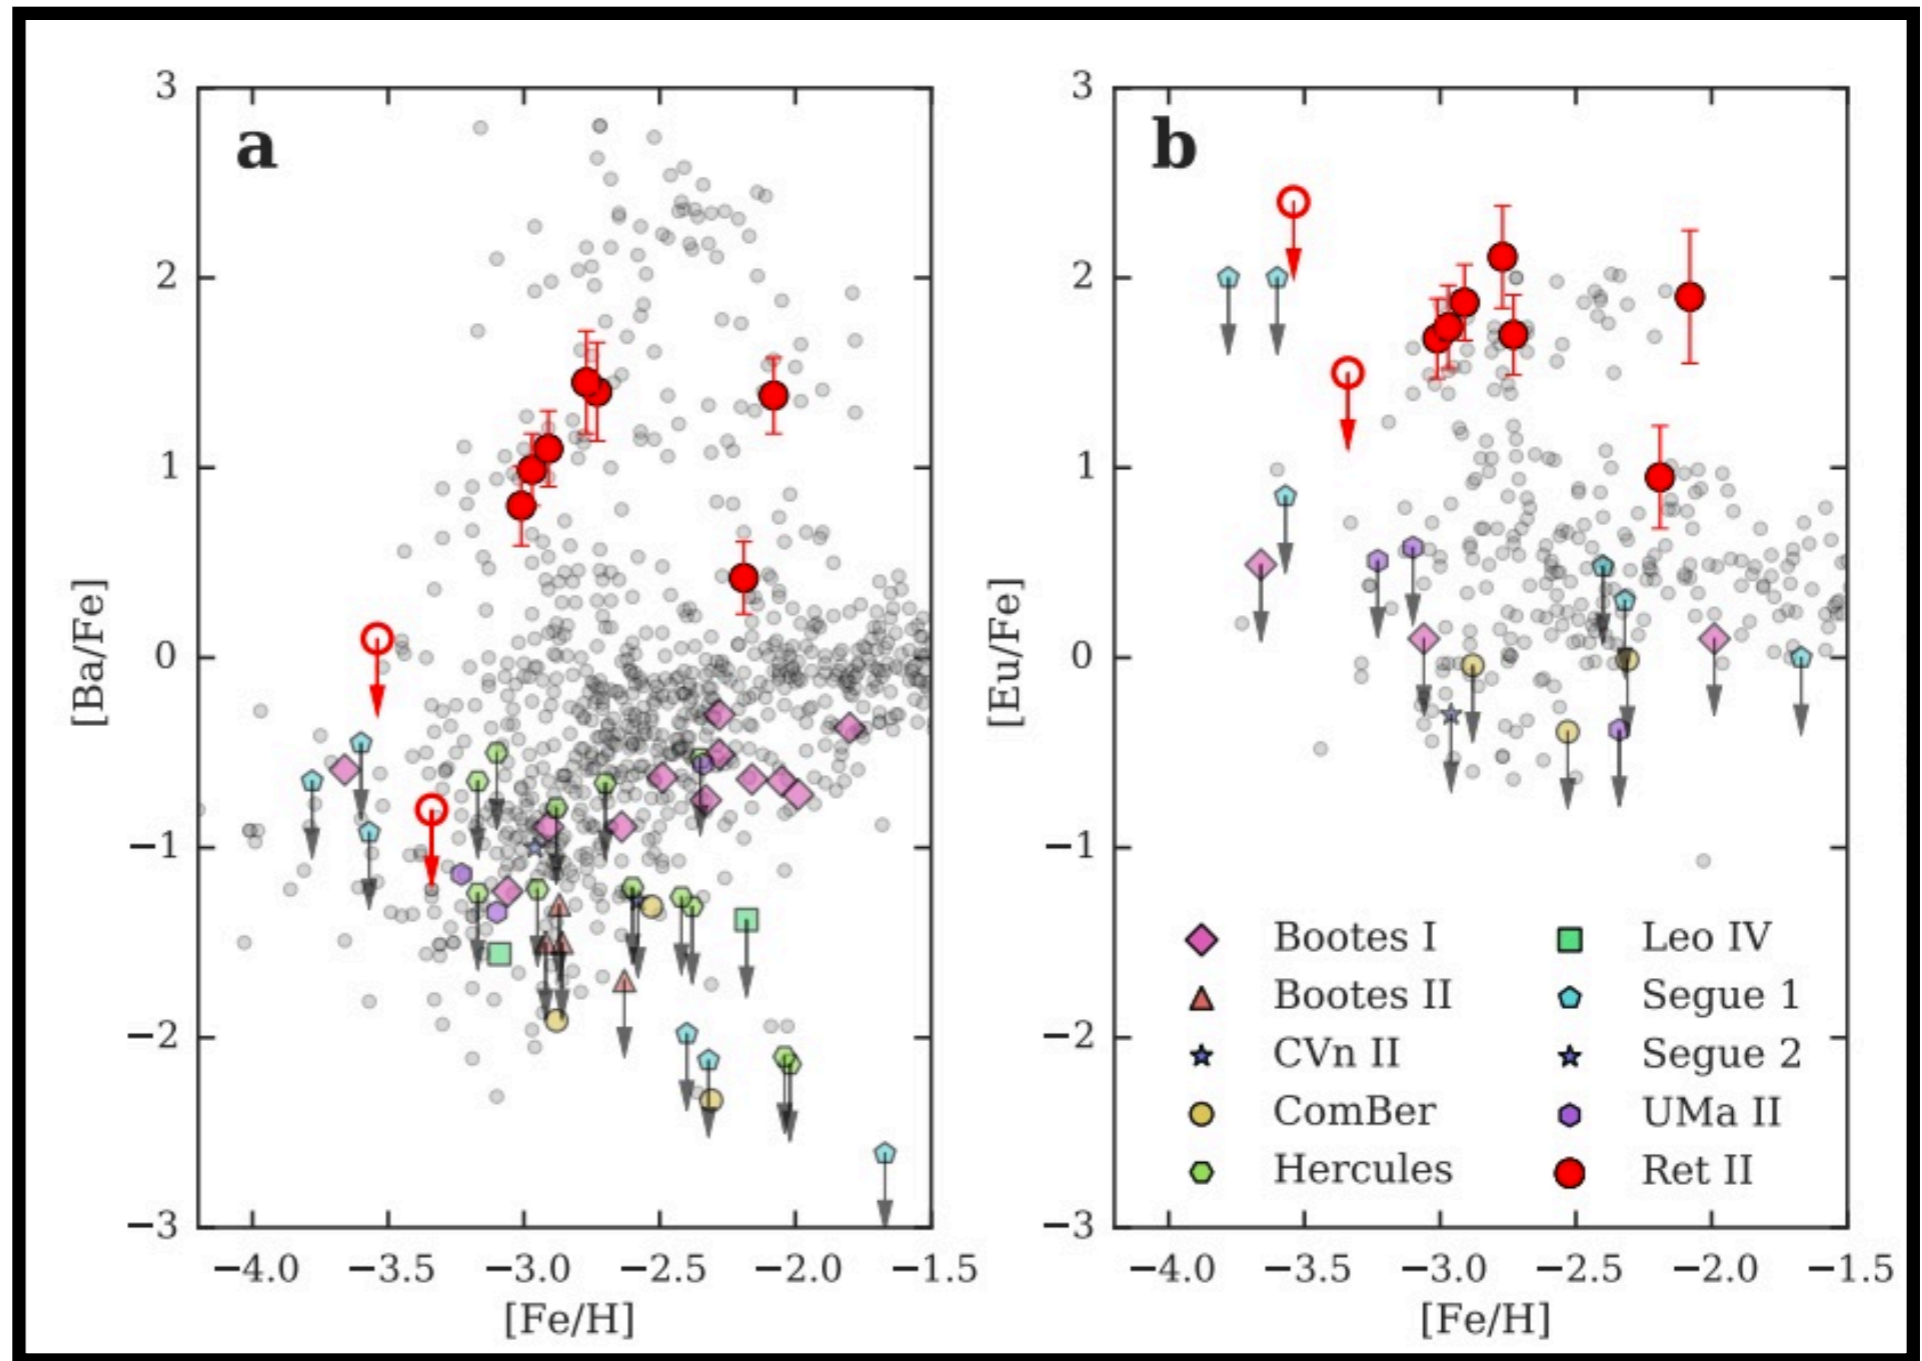 a
3
2
1
0
−1
−2
−3
[Ba/Fe]
−4.0 −3.5 −3.0 −2.5 −2.0 −1.5
[Fe/H]
b
3
2
1
0
−1
−2
−3
[Eu/Fe]
Bootes I Leo IV
Bootes II Segue 1
CVn II Segue 2
ComBer UMa II
Hercules Ret II
−4.0 −3.5 −3.0 −2.5 −2.0 −1.5
[Fe/H]